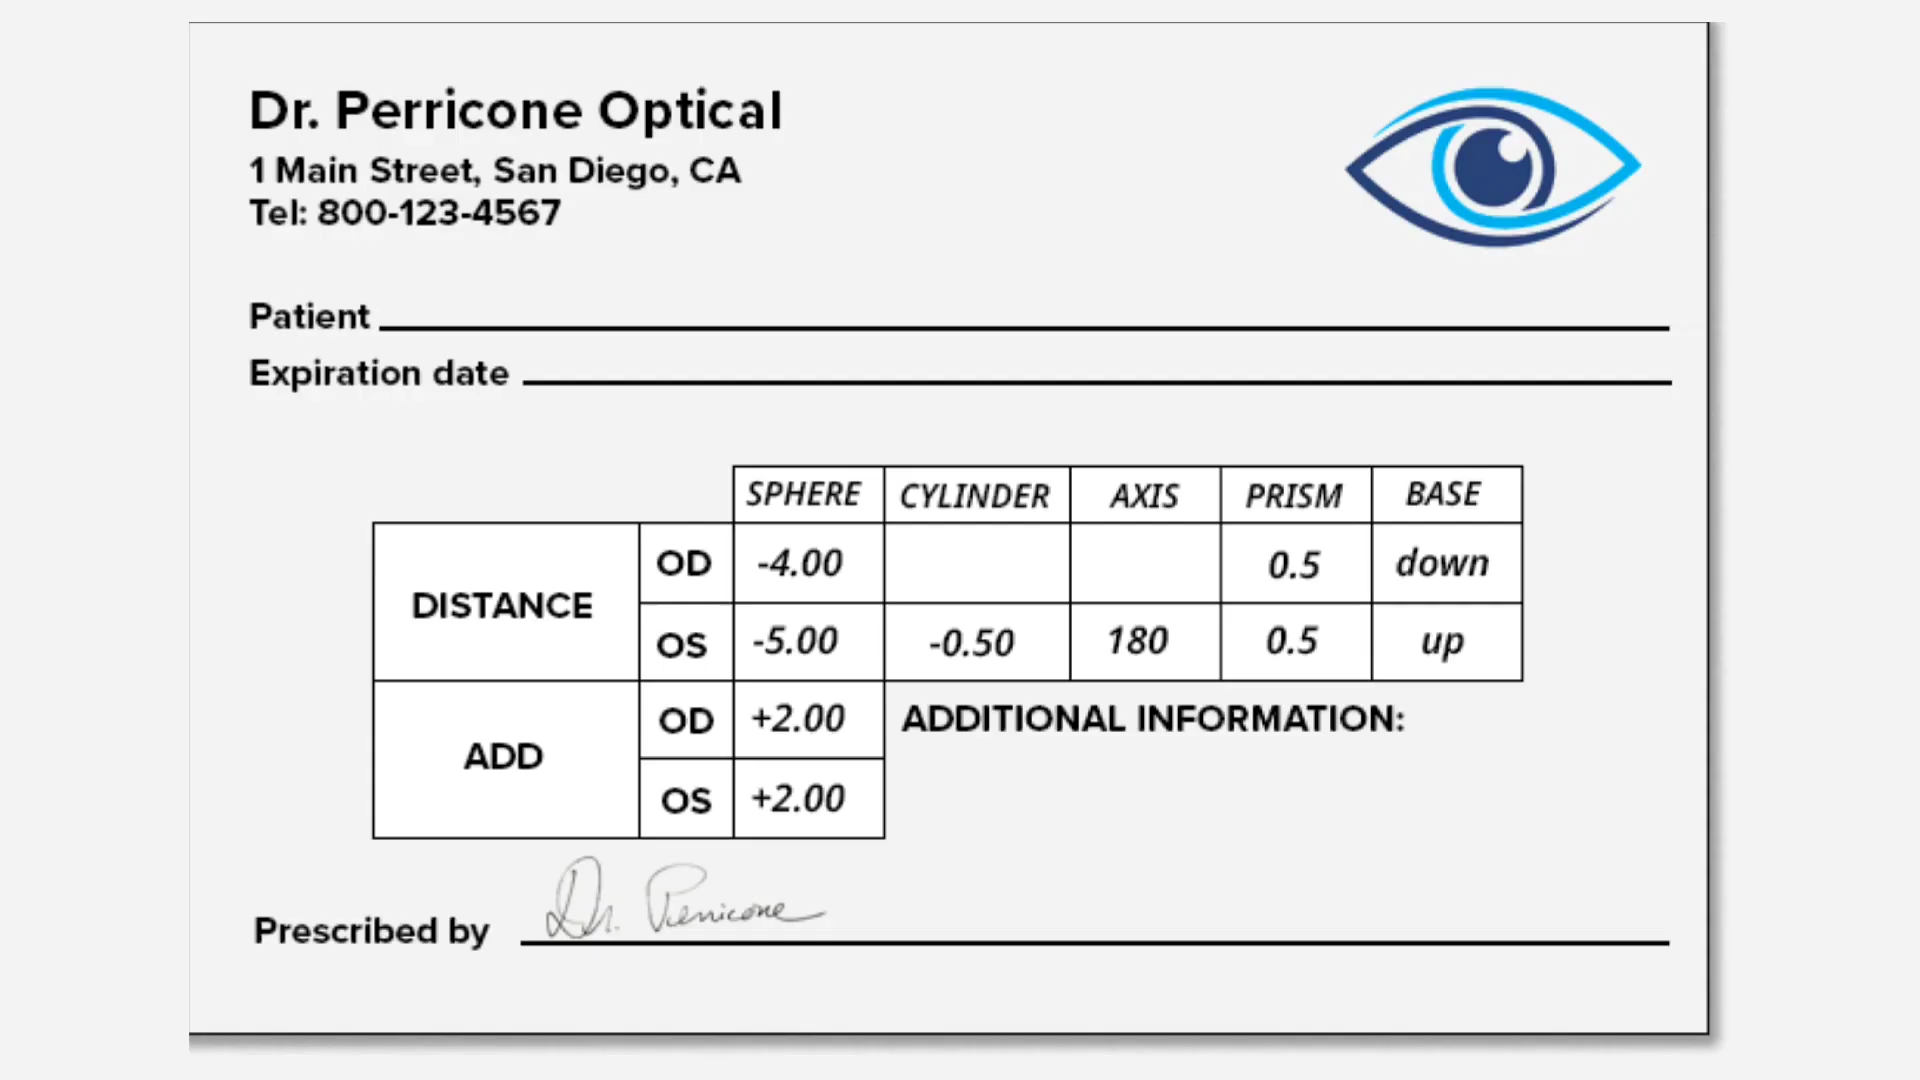 Dr. Perricone Optical
1 Main Street, San Diego, CA
Tel: 800-123-4567
Patient
Expiration date
SPHERE CYLINDER AXIS PRISM BASE
DISTANCE
OD -4.00 0.5 down
OS -5.00 -0.50 180 0.5 up
ADD
OD +2.00
OS +2.00
ADDITIONAL INFORMATION:
Prescribed by Dr. Perricone